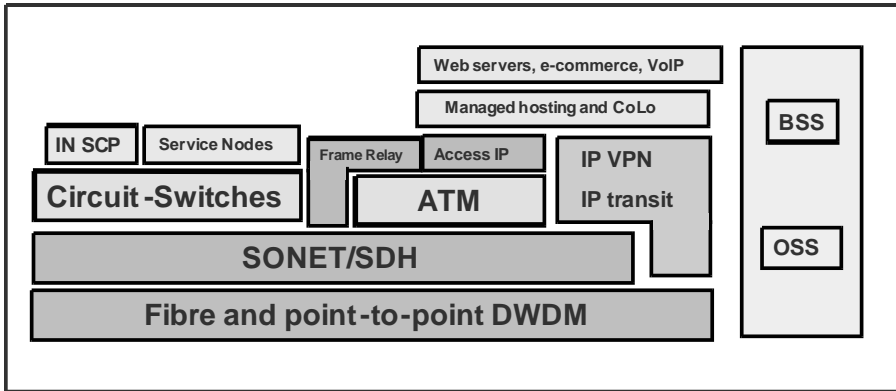 Web servers, e-commerce, VoIP
Managed hosting and CoLo
BSS
IN SCP
Service Nodes
Frame Relay
Access IP
IP VPN
Circuit-Switches
ATM
IP transit
SONET/SDH
OSS
Fibre and point-to-point DWDM